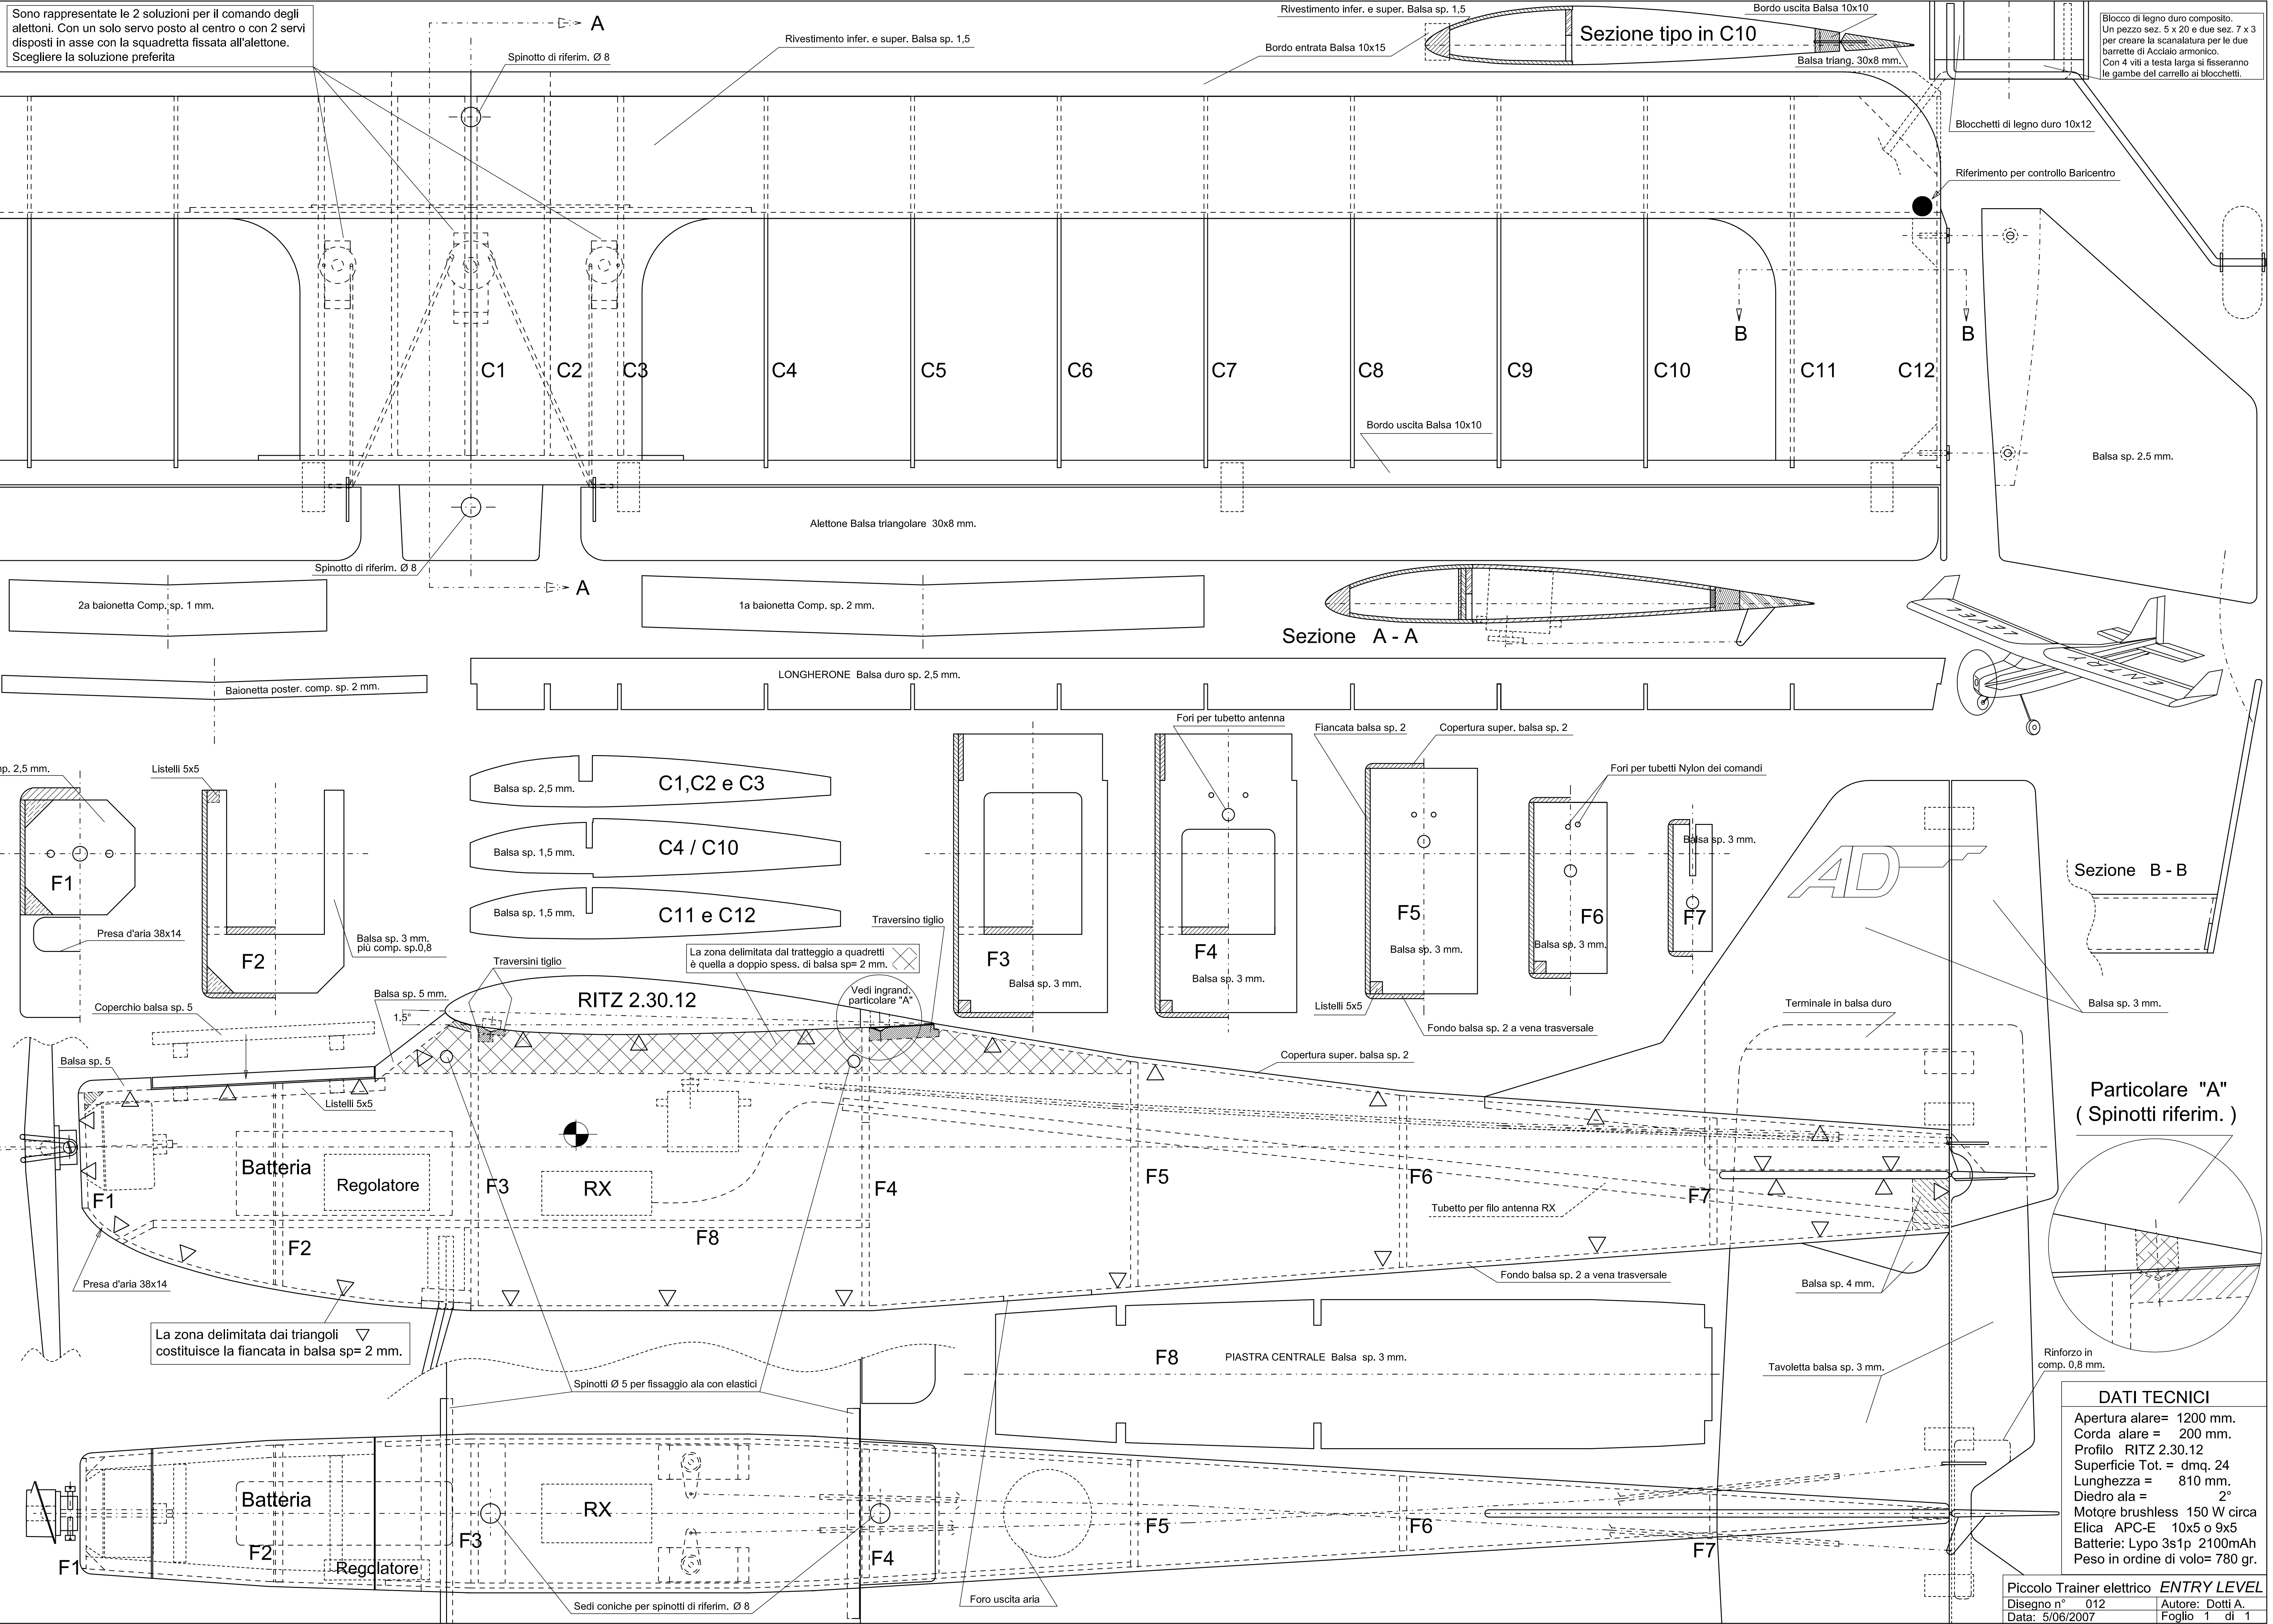 Sono rappresentate le 2 soluzioni per il comando degli
alettoni. Con un solo servo posto al centro o con 2 servi
disposti in asse con la squadretta fissata all'alettone.
Scegliere la soluzione preferita
A
Spinotto di riferim. Ø 8
Rivestimento infer. e super. Balsa sp. 1,5
Rivestimento infer. e super. Balsa sp. 1,5
Bordo entrata Balsa 10x15
Sezione tipo in C10
Bordo uscita Balsa 10x10
Balsa triang. 30x8 mm.
Blocco di legno duro composito.
Un pezzo sez. 5 x 20 e due sez. 7 x 3
per creare la scanalatura per le due
barrette di Acciaio armonico.
Con 4 viti a testa larga si fisseranno
le gambe del carrello ai blocchetti.
Blocchetti di legno duro 10x12
Riferimento per controllo Baricentro
B
B
C1
C2
C3
C4
C5
C6
C7
C8
C9
C10
C11
C12
Bordo uscita Balsa 10x10
Balsa sp. 2.5 mm.
Alettone Balsa triangolare 30x8 mm.
Spinotto di riferim. Ø 8
A
2a baionetta Comp. sp. 1 mm.
1a baionetta Comp. sp. 2 mm.
Sezione A - A
LEVEL
ENTRY
Baionetta poster. comp. sp. 2 mm.
LONGHERONE Balsa duro sp. 2,5 mm.
mp. 2,5 mm.
F1
Presa d'aria 38x14
Listelli 5x5
F2
Balsa sp. 3 mm.
più comp. sp.0,8
Balsa sp. 2,5 mm.
C1,C2 e C3
Balsa sp. 1,5 mm.
C4 / C10
Balsa sp. 1,5 mm.
C11 e C12
F3
Balsa sp. 3 mm.
Fori per tubetto antenna
F4
Balsa sp. 3 mm.
Fiancata balsa sp. 2
Copertura super. balsa sp. 2
F5
Balsa sp. 3 mm.
Listelli 5x5
Fondo balsa sp. 2 a vena trasversale
Fori per tubetti Nylon dei comandi
F6
Balsa sp. 3 mm.
Balsa sp. 3 mm.
F7
AD
Sezione B - B
Coperchio balsa sp. 5
Balsa sp. 5 mm.
1,5°
Traversini tiglio
RITZ 2.30.12
La zona delimitata dal tratteggio a quadretti
è quella a doppio spess. di balsa sp= 2 mm.
Vedi ingrand.
particolare "A"
Traversino tiglio
Copertura super. balsa sp. 2
Terminale in balsa duro
Balsa sp. 3 mm.
Balsa sp. 5
Listelli 5x5
Batteria
Regolatore
F1
F2
F3
RX
F8
F4
F5
F6
F7
Tubetto per filo antenna RX
Presa d'aria 38x14
Fondo balsa sp. 2 a vena trasversale
Balsa sp. 4 mm.
Particolare "A"
( Spinotti riferim. )
La zona delimitata dai triangoli
costituisce la fiancata in balsa sp= 2 mm.
Spinotti Ø 5 per fissaggio ala con elastici
F8
PIASTRA CENTRALE Balsa sp. 3 mm.
Tavoletta balsa sp. 3 mm.
Rinforzo in
comp. 0,8 mm.
Batteria
F1
F2
Regolatore
F3
RX
F4
F5
F6
F7
Sedi coniche per spinotti di riferim. Ø 8
Foro uscita aria
DATI TECNICI
Apertura alare= 1200 mm.
Corda alare = 200 mm.
Profilo RITZ 2.30.12
Superficie Tot. = dmq. 24
Lunghezza = 810 mm.
Diedro ala = 2°
Motore brushless 150 W circa
Elica APC-E 10x5 o 9x5
Batterie: Lypo 3s1p 2100mAh
Peso in ordine di volo= 780 gr.
Piccolo Trainer elettrico ENTRY LEVEL
Disegno n° 012 Autore: Dotti A.
Data: 5/06/2007 Foglio 1 di 1